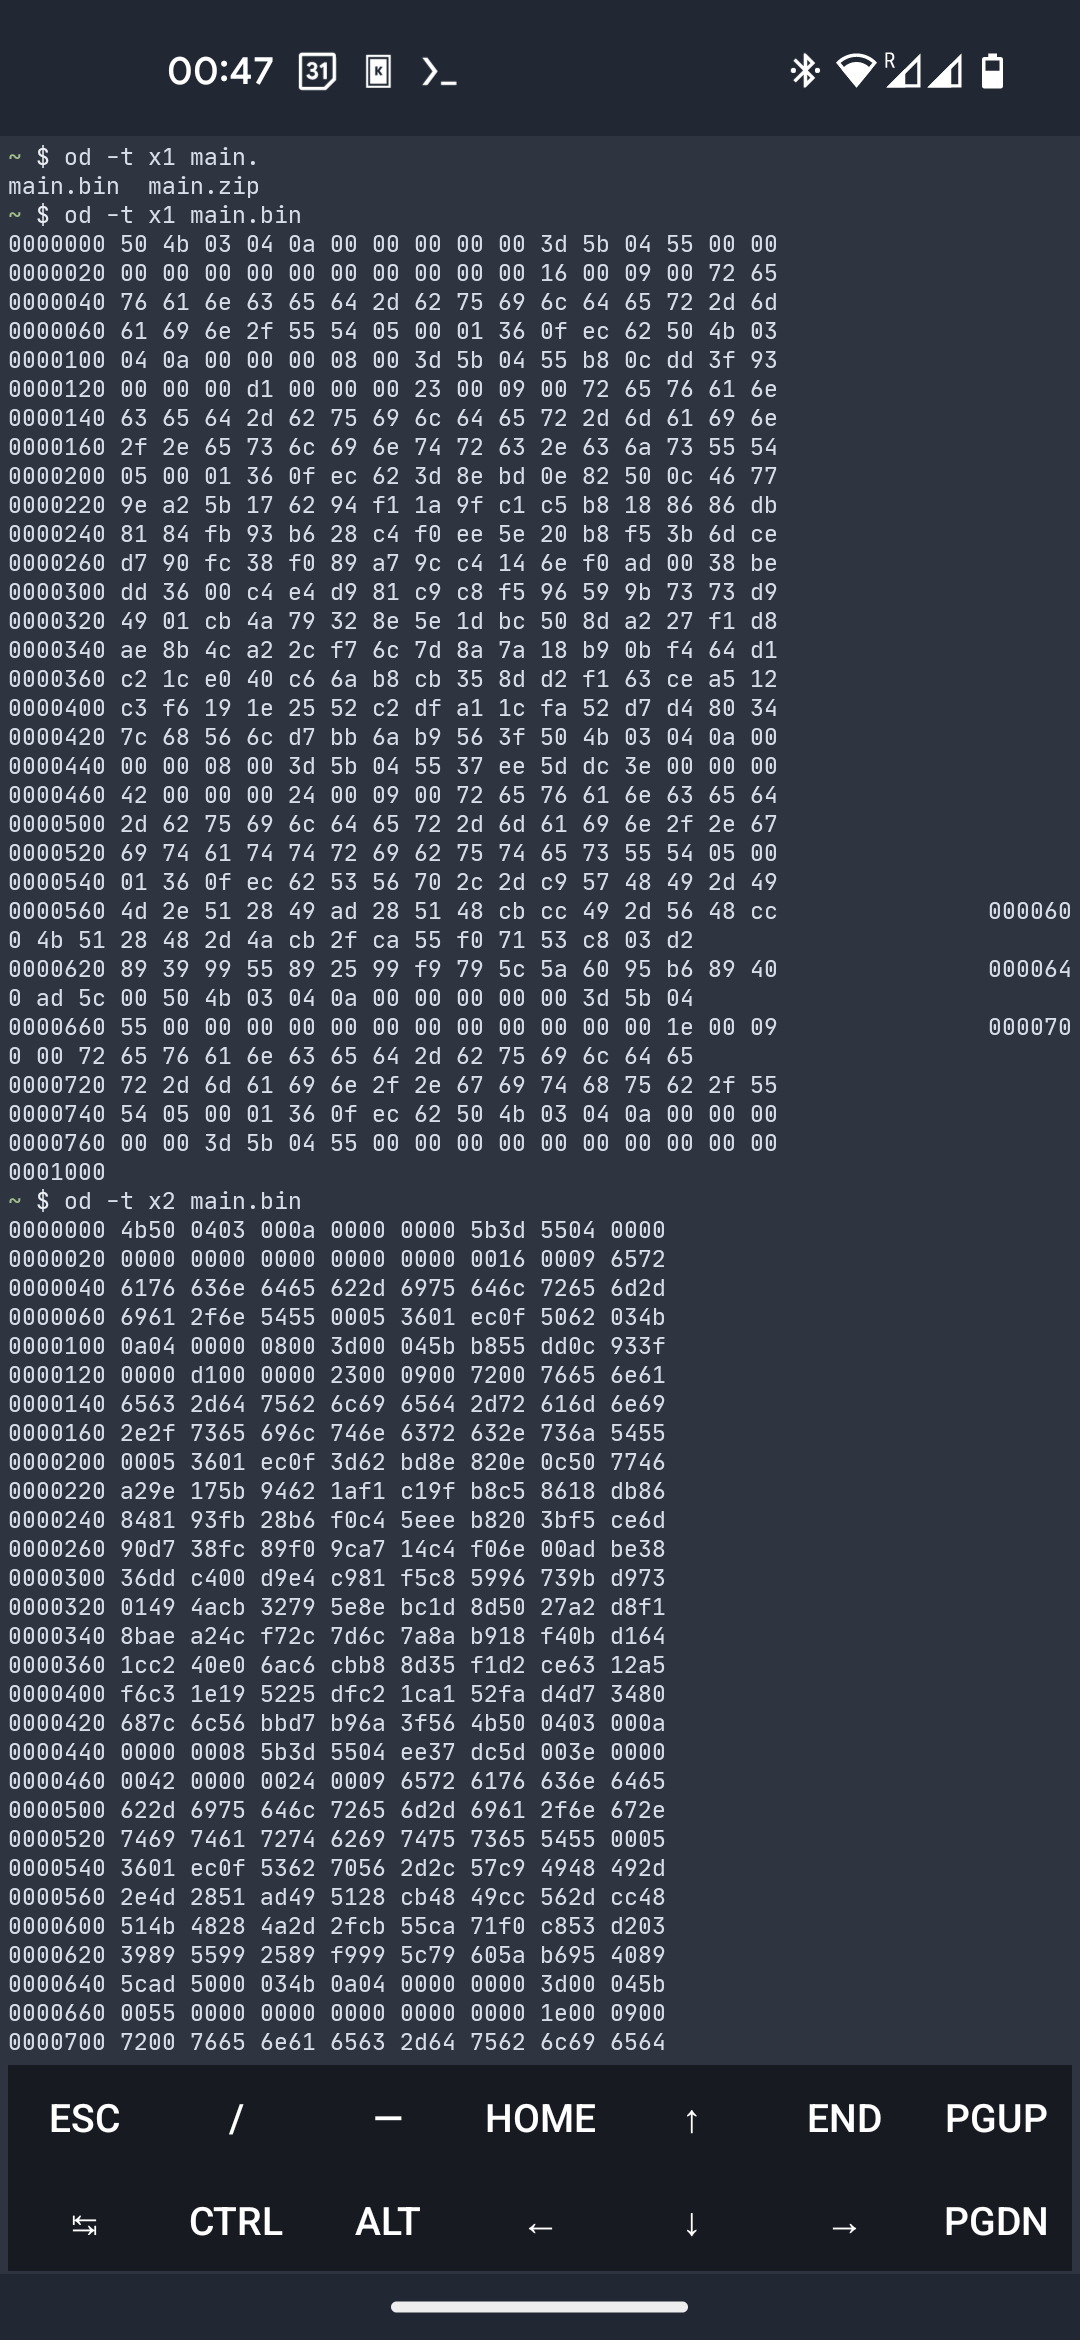 00:47 31 K R
~ $ od -t x1 main.
main.bin  main.zip
~ $ od -t x1 main.bin
0000000 50 4b 03 04 0a 00 00 00 00 00 3d 5b 04 55 00 00
0000020 00 00 00 00 00 00 00 00 00 00 16 00 09 00 72 65
0000040 76 61 6e 63 65 64 2d 62 75 69 6c 64 65 72 2d 6d
0000060 61 69 6e 2f 55 54 05 00 01 36 0f ec 62 50 4b 03
0000100 04 0a 00 00 00 08 00 3d 5b 04 55 b8 0c dd 3f 93
0000120 00 00 00 d1 00 00 00 23 00 09 00 72 65 76 61 6e
0000140 63 65 64 2d 62 75 69 6c 64 65 72 2d 6d 61 69 6e
0000160 2f 2e 65 73 6c 69 6e 74 72 63 2e 63 6a 73 55 54
0000200 05 00 01 36 0f ec 62 3d 8e bd 0e 82 50 0c 46 77
0000220 9e a2 5b 17 62 94 f1 1a 9f c1 c5 b8 18 86 86 db
0000240 81 84 fb 93 b6 28 c4 f0 ee 5e 20 b8 f5 3b 6d ce
0000260 d7 90 fc 38 f0 89 a7 9c c4 14 6e f0 ad 00 38 be
0000300 dd 36 00 c4 e4 d9 81 c9 c8 f5 96 59 9b 73 73 d9
0000320 49 01 cb 4a 79 32 8e 5e 1d bc 50 8d a2 27 f1 d8
0000340 ae 8b 4c a2 2c f7 6c 7d 8a 7a 18 b9 0b f4 64 d1
0000360 c2 1c e0 40 c6 6a b8 cb 35 8d d2 f1 63 ce a5 12
0000400 c3 f6 19 1e 25 52 c2 df a1 1c fa 52 d7 d4 80 34
0000420 7c 68 56 6c d7 bb 6a b9 56 3f 50 4b 03 04 0a 00
0000440 00 00 08 00 3d 5b 04 55 37 ee 5d dc 3e 00 00 00
0000460 42 00 00 00 24 00 09 00 72 65 76 61 6e 63 65 64
0000500 2d 62 75 69 6c 64 65 72 2d 6d 61 69 6e 2f 2e 67
0000520 69 74 61 74 74 72 69 62 75 74 65 73 55 54 05 00
0000540 01 36 0f ec 62 53 56 70 2c 2d c9 57 48 49 2d 49
0000560 4d 2e 51 28 49 ad 28 51 48 cb cc 49 2d 56 48 cc 000060
0 4b 51 28 48 2d 4a cb 2f ca 55 f0 71 53 c8 03 d2
0000620 89 39 99 55 89 25 99 f9 79 5c 5a 60 95 b6 89 40 000064
0 ad 5c 00 50 4b 03 04 0a 00 00 00 00 00 3d 5b 04
0000660 55 00 00 00 00 00 00 00 00 00 00 00 00 1e 00 09 000070
0 00 72 65 76 61 6e 63 65 64 2d 62 75 69 6c 64 65
0000720 72 2d 6d 61 69 6e 2f 2e 67 69 74 68 75 62 2f 55
0000740 54 05 00 01 36 0f ec 62 50 4b 03 04 0a 00 00 00
0000760 00 00 3d 5b 04 55 00 00 00 00 00 00 00 00 00 00
0001000
~ $ od -t x2 main.bin
0000000 4b50 0403 000a 0000 0000 5b3d 5504 0000
0000020 0000 0000 0000 0000 0000 0016 0009 6572
0000040 6176 636e 6465 622d 6975 646c 7265 6d2d
0000060 6961 2f6e 5455 0005 3601 ec0f 5062 034b
0000100 0a04 0000 0800 3d00 045b b855 dd0c 933f
0000120 0000 d100 0000 2300 0900 7200 7665 6e61
0000140 6563 2d64 7562 6c69 6564 2d72 616d 6e69
0000160 2e2f 7365 696c 746e 6372 632e 736a 5455
0000200 0005 3601 ec0f 3d62 bd8e 820e 0c50 7746
0000220 a29e 175b 9462 1af1 c19f b8c5 8618 db86
0000240 8481 93fb 28b6 f0c4 5eee b820 3bf5 ce6d
0000260 90d7 38fc 89f0 9ca7 14c4 f06e 00ad be38
0000300 36dd c400 d9e4 c981 f5c8 5996 739b d973
0000320 0149 4acb 3279 5e8e bc1d 8d50 27a2 d8f1
0000340 8bae a24c f72c 7d6c 7a8a b918 f40b d164
0000360 1cc2 40e0 6ac6 cbb8 8d35 f1d2 ce63 12a5
0000400 f6c3 1e19 5225 dfc2 1ca1 52fa d4d7 3480
0000420 687c 6c56 bbd7 b96a 3f56 4b50 0403 000a
0000440 0000 0008 5b3d 5504 ee37 dc5d 003e 0000
0000460 0042 0000 0024 0009 6572 6176 636e 6465
0000500 622d 6975 646c 7265 6d2d 6961 2f6e 672e
0000520 7469 7461 7274 6269 7475 7365 5455 0005
0000540 3601 ec0f 5362 7056 2d2c 57c9 4948 492d
0000560 2e4d 2851 ad49 5128 cb48 49cc 562d cc48
0000600 514b 4828 4a2d 2fcb 55ca 71f0 c853 d203
0000620 3989 5599 2589 f999 5c79 605a b695 4089
0000640 5cad 5000 034b 0a04 0000 0000 3d00 045b
0000660 0055 0000 0000 0000 0000 0000 1e00 0900
0000700 7200 7665 6e61 6563 2d64 7562 6c69 6564
ESC / — HOME ↑ END PGUP
↹ CTRL ALT ← ↓ → PGDN